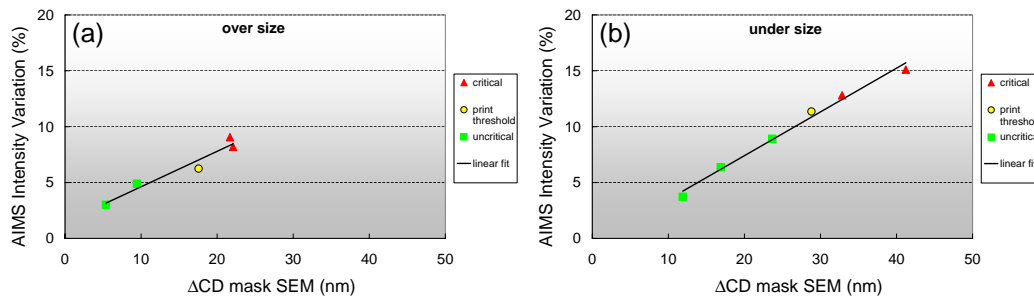 (a)
over size
AIMS Intensity Variation (%)
20
15
10
5
0
0 10 20 30 40 50
ΔCD mask SEM (nm)
critical
print
threshold
uncritical
linear fit
(b)
under size
AIMS Intensity Variation (%)
20
15
10
5
0
0 10 20 30 40 50
ΔCD mask SEM (nm)
critical
print
threshold
uncritical
linear fit